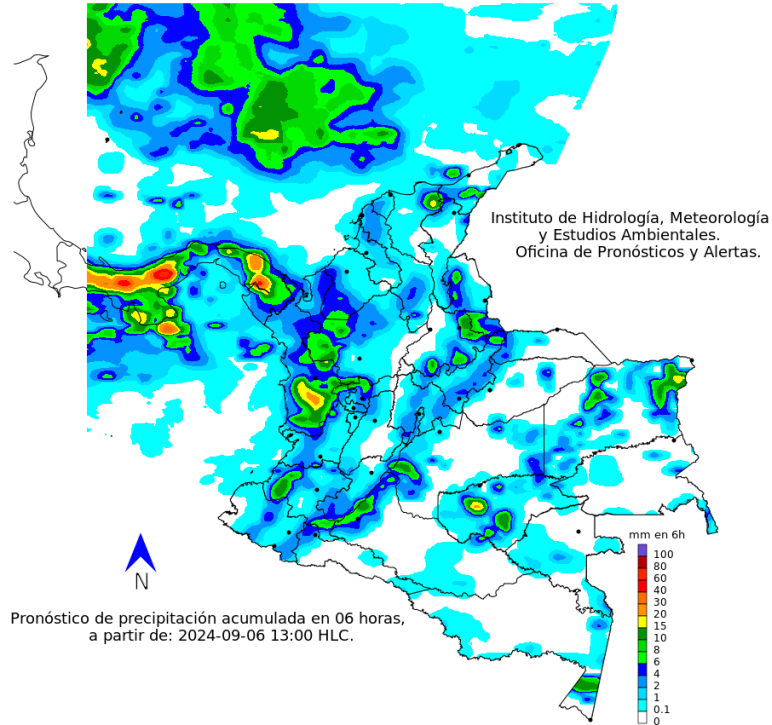 Instituto de Hidrología, Meteorología
y Estudios Ambientales.
Oficina de Pronósticos y Alertas.
N
Pronóstico de precipitación acumulada en 06 horas,
a partir de: 2024-09-06 13:00 HLC.
mm en 6h
100
80
60
40
30
20
15
10
8
6
4
2
1
0.1
0